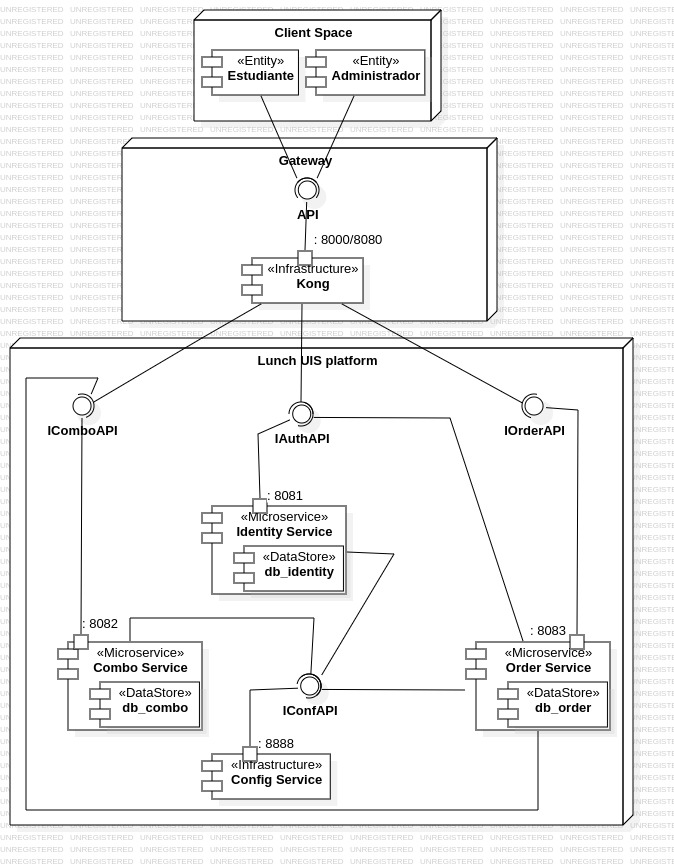 Client Space
«Entity»
Estudiante
«Entity»
Administrador
Gateway
API
: 8000/8080
«Infrastructure»
Kong
Lunch UIS platform
IComboAPI
IAuthAPI
IOrderAPI
: 8081
«Microservice»
Identity Service
«DataStore»
db_identity
: 8082
«Microservice»
Combo Service
«DataStore»
db_combo
: 8083
«Microservice»
Order Service
«DataStore»
db_order
IConfAPI
: 8888
«Infrastructure»
Config Service
UNREGISTERED